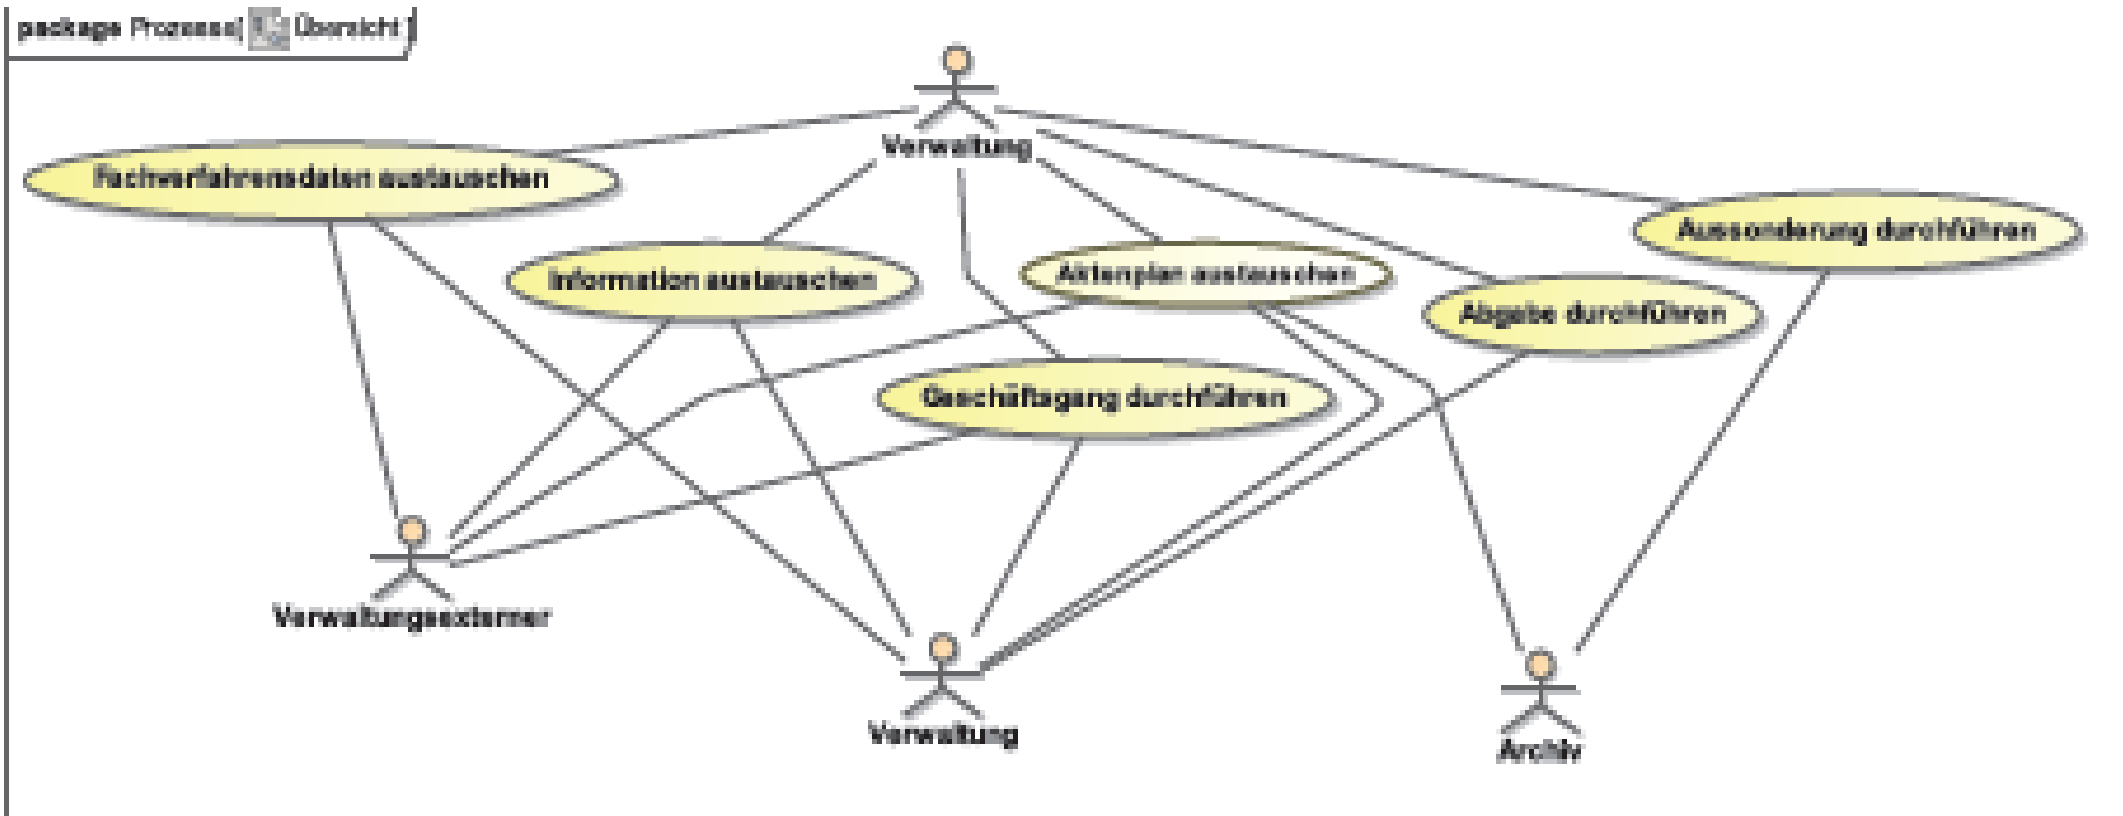 package Prozesse[ Übersicht]
Verwaltung
Fachverfahrensdaten austauschen
Aussonderung durchführen
Information austauschen
Aktenplan austauschen
Abgabe durchführen
Geschäftsgang durchführen
Verwaltungsexterner
Verwaltung
Archiv